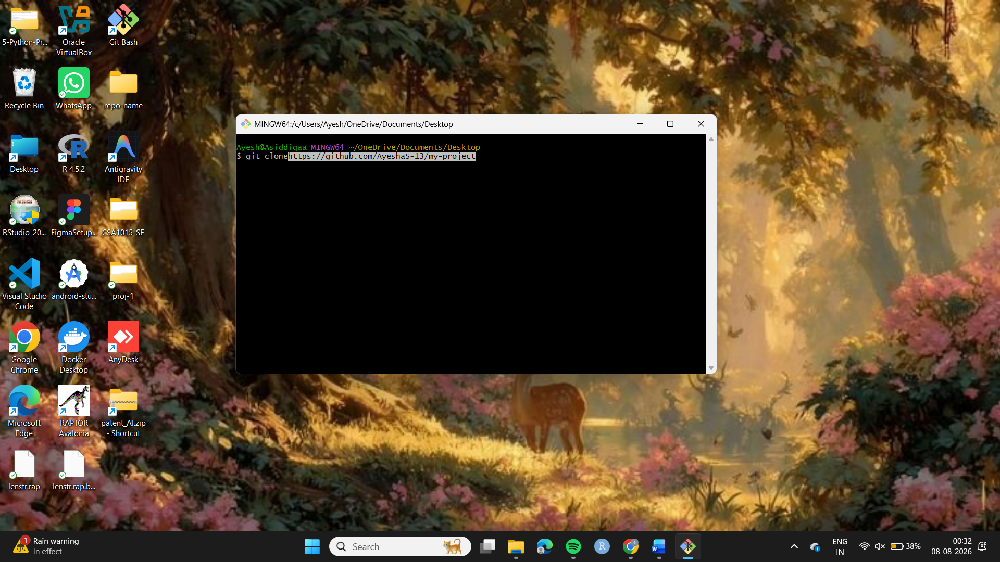 5-Python-Pr...
Oracle
VirtualBox
Git Bash
Recycle Bin
WhatsApp
repo-name
Desktop
R 4.5.2
Antigravity
IDE
NSIS
RStudio-20...
FigmaSetup...
CSA1015-SE
Visual Studio
Code
android-stu...
proj-1
Google
Chrome
Docker
Desktop
AnyDesk
Microsoft
Edge
RAPTOR
Avalonia
patent_AI.zip
- Shortcut
lenstr.rap
lenstr.rap.b...
MINGW64:/c/Users/Ayesh/OneDrive/Documents/Desktop
Ayesh@Asiddiqaa MINGW64 ~/OneDrive/Documents/Desktop
$ git clonehttps://github.com/AyeshaS-13/my-project
1
Rain warning
In effect
Search
R
a
W
ENG
IN
38%
00:32
08-08-2026